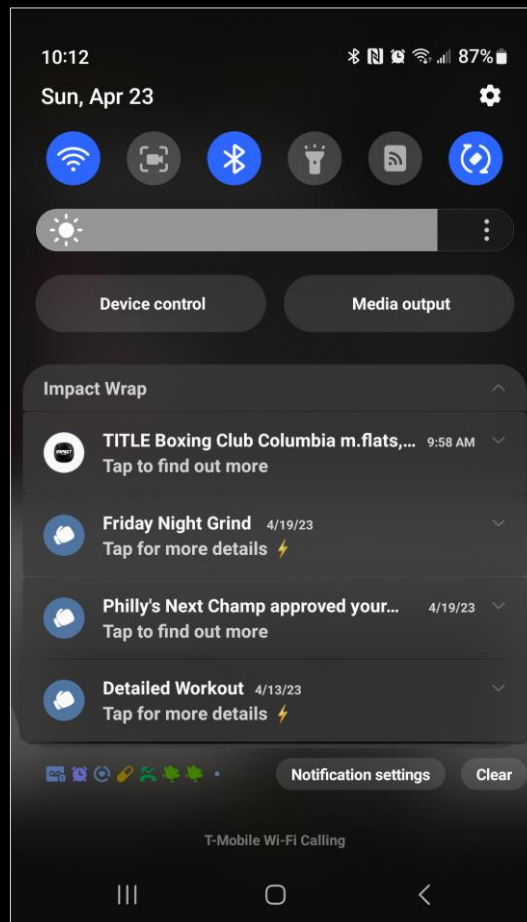 10:12 87%
Sun, Apr 23
Device control Media output
Impact Wrap
TITLE Boxing Club Columbia m.flats,... 9:58 AM
Tap to find out more
Friday Night Grind 4/19/23
Tap for more details ⚡
Philly's Next Champ approved your... 4/19/23
Tap to find out more
Detailed Workout 4/13/23
Tap for more details ⚡
Notification settings Clear
T-Mobile Wi-Fi Calling